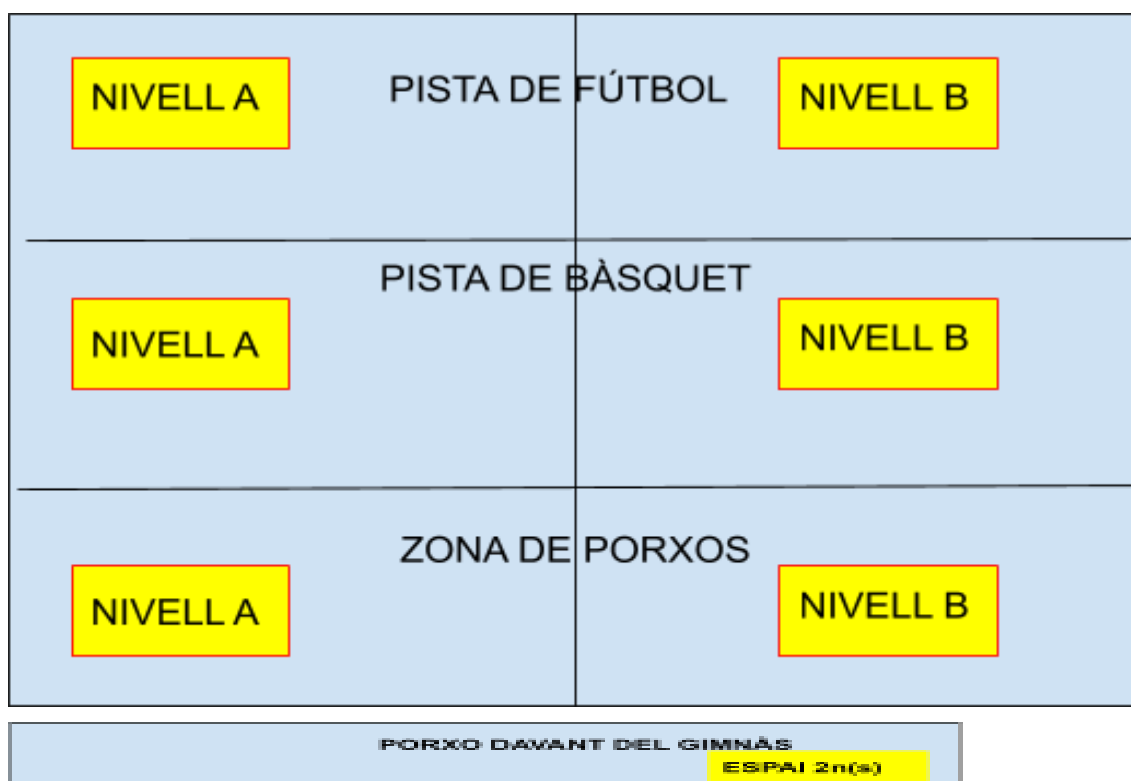 NIVELL A
PISTA DE FÚTBOL
NIVELL B
PISTA DE BÀSQUET
NIVELL A
NIVELL B
ZONA DE PORXOS
NIVELL A
NIVELL B
PORXO DAVANT DEL GIMNÀS
ESPAI 2n(s)